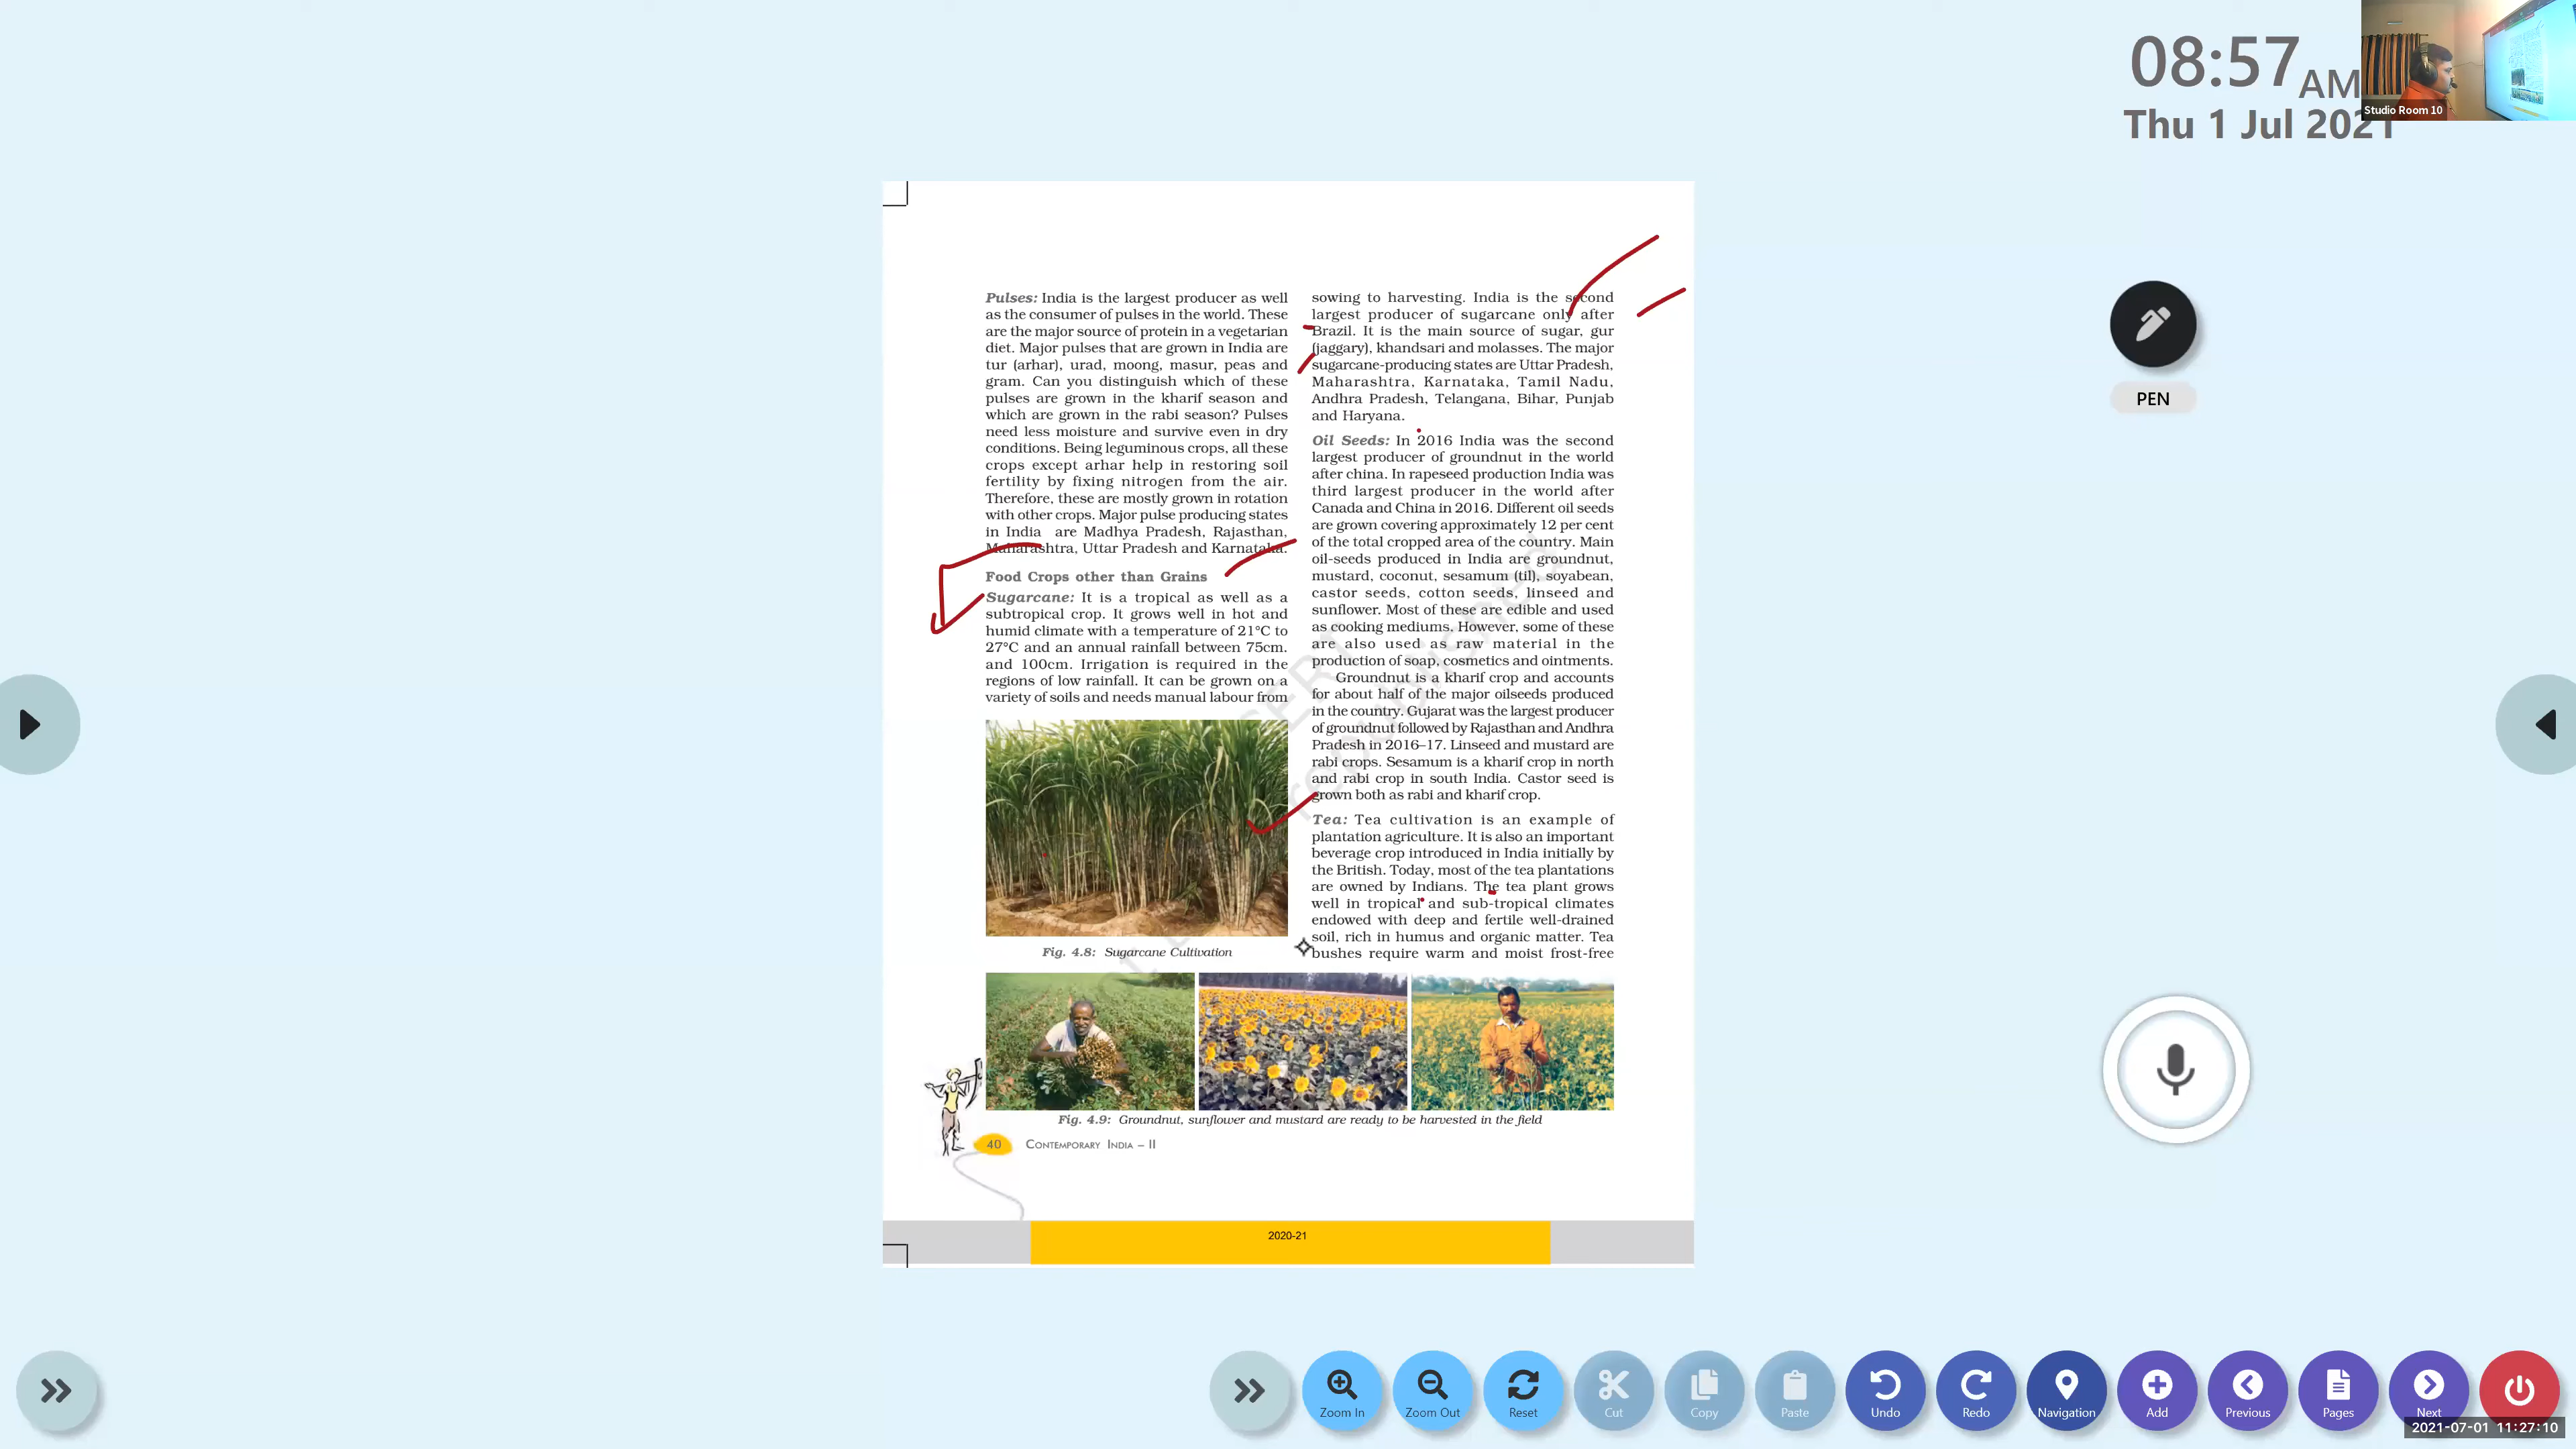 08:57 AM
Thu 1 Jul 2021
Studio Room 10
PEN
Pulses: India is the largest producer as well
as the consumer of pulses in the world. These
are the major source of protein in a vegetarian
diet. Major pulses that are grown in India are
tur (arhar), urad, moong, masur, peas and
gram. Can you distinguish which of these
pulses are grown in the kharif season and
which are grown in the rabi season? Pulses
need less moisture and survive even in dry
conditions. Being leguminous crops, all these
crops except arhar help in restoring soil
fertility by fixing nitrogen from the air.
Therefore, these are mostly grown in rotation
with other crops. Major pulse producing states
in India are Madhya Pradesh, Rajasthan,
Maharashtra, Uttar Pradesh and Karnataka.
Food Crops other than Grains
Sugarcane: It is a tropical as well as a
subtropical crop. It grows well in hot and
humid climate with a temperature of 21°C to
27°C and an annual rainfall between 75cm.
and 100cm. Irrigation is required in the
regions of low rainfall. It can be grown on a
variety of soils and needs manual labour from
Fig. 4.8: Sugarcane Cultivation
sowing to harvesting. India is the second
largest producer of sugarcane only after
Brazil. It is the main source of sugar, gur
(jaggary), khandsari and molasses. The major
sugarcane-producing states are Uttar Pradesh,
Maharashtra, Karnataka, Tamil Nadu,
Andhra Pradesh, Telangana, Bihar, Punjab
and Haryana.
Oil Seeds: In 2016 India was the second
largest producer of groundnut in the world
after china. In rapeseed production India was
third largest producer in the world after
Canada and China in 2016. Different oil seeds
are grown covering approximately 12 per cent
of the total cropped area of the country. Main
oil-seeds produced in India are groundnut,
mustard, coconut, sesamum (til), soyabean,
castor seeds, cotton seeds, linseed and
sunflower. Most of these are edible and used
as cooking mediums. However, some of these
are also used as raw material in the
production of soap, cosmetics and ointments.
Groundnut is a kharif crop and accounts
for about half of the major oilseeds produced
in the country. Gujarat was the largest producer
of groundnut followed by Rajasthan and Andhra
Pradesh in 2016–17. Linseed and mustard are
rabi crops. Sesamum is a kharif crop in north
and rabi crop in south India. Castor seed is
grown both as rabi and kharif crop.
Tea: Tea cultivation is an example of
plantation agriculture. It is also an important
beverage crop introduced in India initially by
the British. Today, most of the tea plantations
are owned by Indians. The tea plant grows
well in tropical and sub-tropical climates
endowed with deep and fertile well-drained
soil, rich in humus and organic matter. Tea
bushes require warm and moist frost-free
Fig. 4.9: Groundnut, sunflower and mustard are ready to be harvested in the field
40 CONTEMPORARY INDIA – II
2020-21
Zoom In Zoom Out Reset Cut Copy Paste Undo Redo Navigation Add Previous Pages Next
2021-07-01 11:27:10